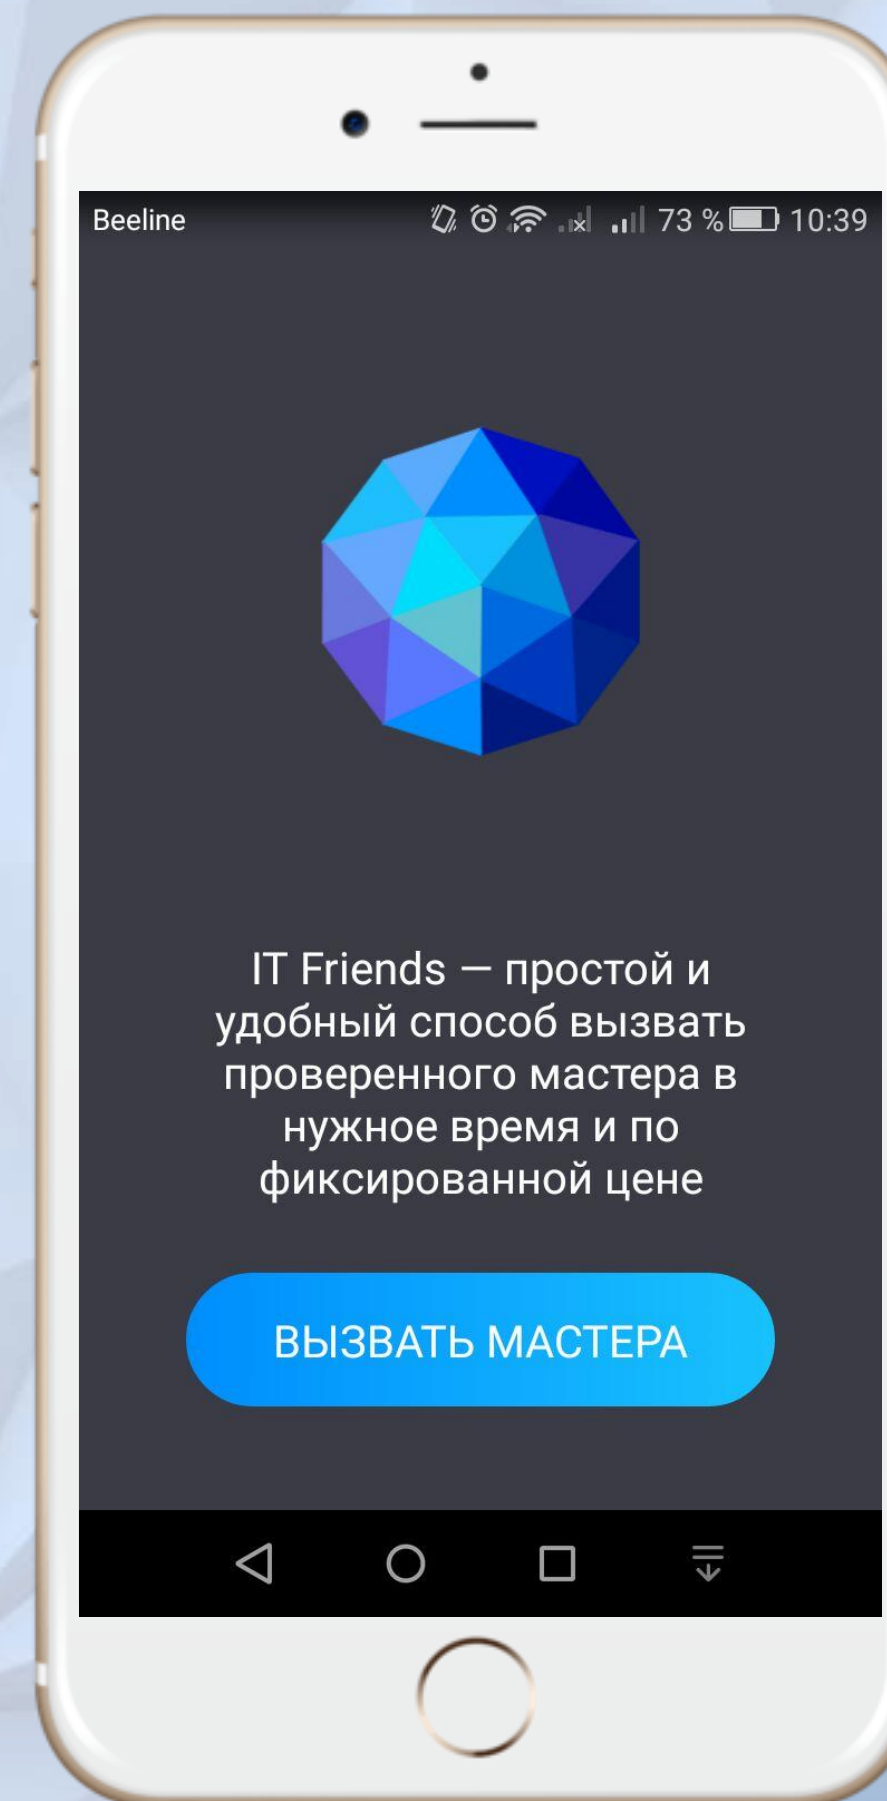 Beeline 73 % 10:39
IT Friends — простой и
удобный способ вызвать
проверенного мастера в
нужное время и по
фиксированной цене
ВЫЗВАТЬ МАСТЕРА